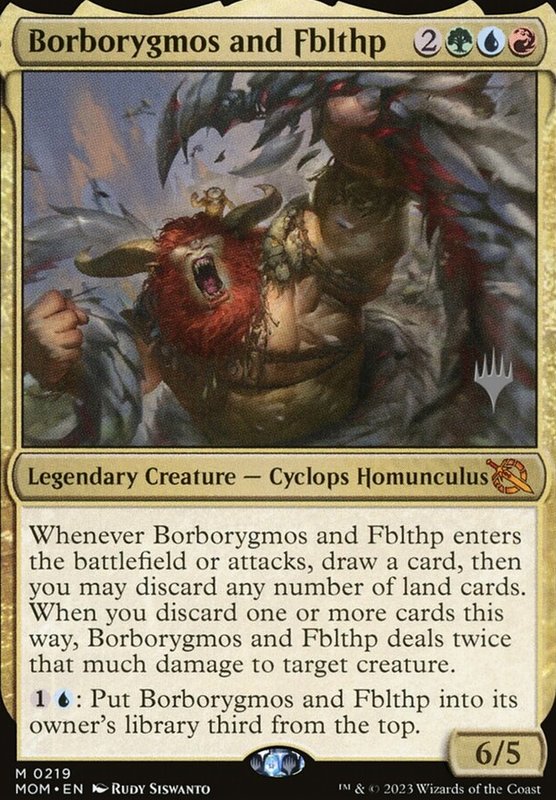 Borborygmos and Fblthp 2
Legendary Creature — Cyclops Homunculus
Whenever Borborygmos and Fblthp enters
the battlefield or attacks, draw a card, then
you may discard any number of land cards.
When you discard one or more cards this
way, Borborygmos and Fblthp deals twice
that much damage to target creature.
1 : Put Borborygmos and Fblthp into its
owner's library third from the top.
6/5
M 0219
MOM • EN Rudy Siswanto
™ & © 2023 Wizards of the Coast